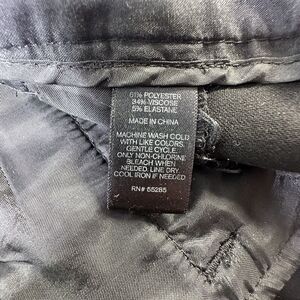 61% POLYESTER
34% VISCOSE
5% ELASTANE
MADE IN CHINA
MACHINE WASH COLD
WITH LIKE COLORS.
GENTLE CYCLE.
ONLY NON-CHLORINE
BLEACH WHEN
NEEDED. LINE DRY.
COOL IRON IF NEEDED
RN# 55285